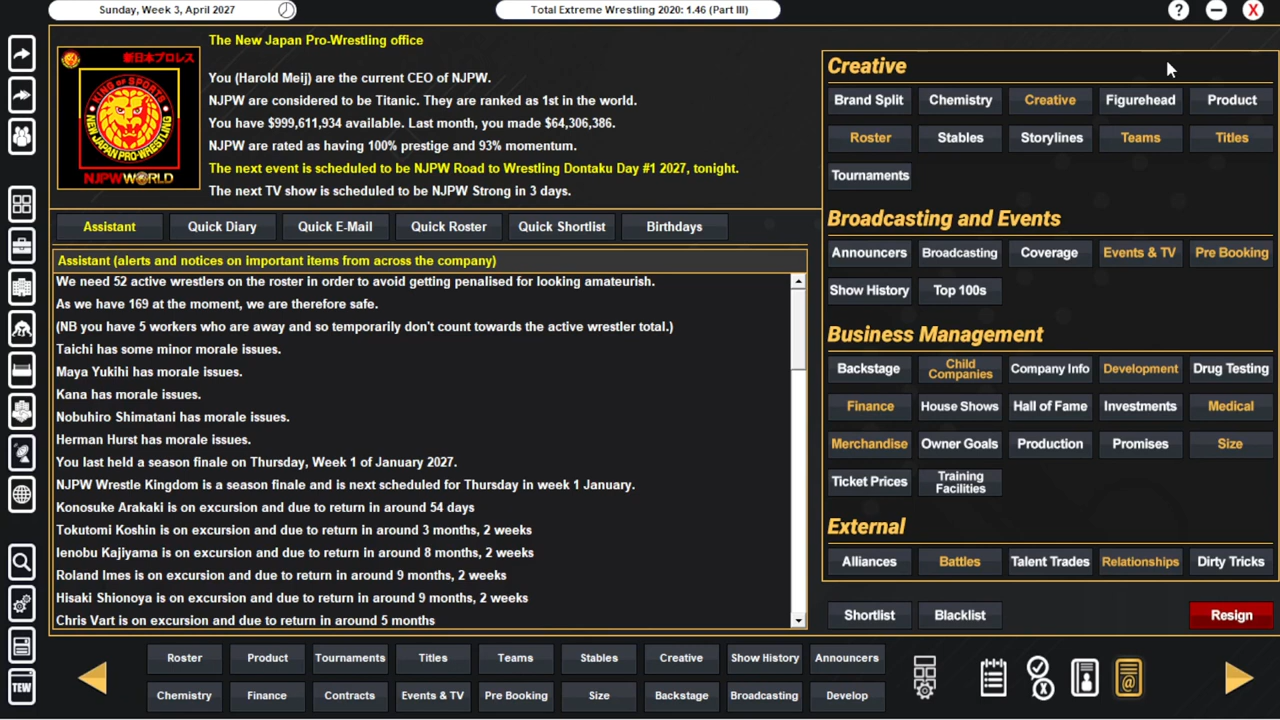 Sunday, Week 3, April 2027
Total Extreme Wrestling 2020: 1.46 (Part III)
?
X
新日本プロレス
KING OF SPORTS
NEW JAPAN PRO-WRESTLING
NJPWWORLD
The New Japan Pro-Wrestling office
You (Harold Meij) are the current CEO of NJPW.
NJPW are considered to be Titanic. They are ranked as 1st in the world.
You have $999,611,934 available. Last month, you made $64,306,386.
NJPW are rated as having 100% prestige and 93% momentum.
The next event is scheduled to be NJPW Road to Wrestling Dontaku Day #1 2027, tonight.
The next TV show is scheduled to be NJPW Strong in 3 days.
Assistant
Quick Diary
Quick E-Mail
Quick Roster
Quick Shortlist
Birthdays
Assistant (alerts and notices on important items from across the company)
We need 52 active wrestlers on the roster in order to avoid getting penalised for looking amateurish.
As we have 169 at the moment, we are therefore safe.
(NB you have 5 workers who are away and so temporarily don't count towards the active wrestler total.)
Taichi has some minor morale issues.
Maya Yukihi has morale issues.
Kana has morale issues.
Nobuhiro Shimatani has morale issues.
Herman Hurst has morale issues.
You last held a season finale on Thursday, Week 1 of January 2027.
NJPW Wrestle Kingdom is a season finale and is next scheduled for Thursday in week 1 January.
Konosuke Arakaki is on excursion and due to return in around 54 days
Tokutomi Koshin is on excursion and due to return in around 3 months, 2 weeks
Ienobu Kajiyama is on excursion and due to return in around 8 months, 2 weeks
Roland Imes is on excursion and due to return in around 9 months, 2 weeks
Hisaki Shionoya is on excursion and due to return in around 9 months, 2 weeks
Chris Vart is on excursion and due to return in around 5 months
Creative
Brand Split
Chemistry
Creative
Figurehead
Product
Roster
Stables
Storylines
Teams
Titles
Tournaments
Broadcasting and Events
Announcers
Broadcasting
Coverage
Events & TV
Pre Booking
Show History
Top 100s
Business Management
Backstage
Child Companies
Company Info
Development
Drug Testing
Finance
House Shows
Hall of Fame
Investments
Medical
Merchandise
Owner Goals
Production
Promises
Size
Ticket Prices
Training Facilities
External
Alliances
Battles
Talent Trades
Relationships
Dirty Tricks
Shortlist
Blacklist
Resign
TEW
Roster
Product
Tournaments
Titles
Teams
Stables
Creative
Show History
Announcers
Chemistry
Finance
Contracts
Events & TV
Pre Booking
Size
Backstage
Broadcasting
Develop